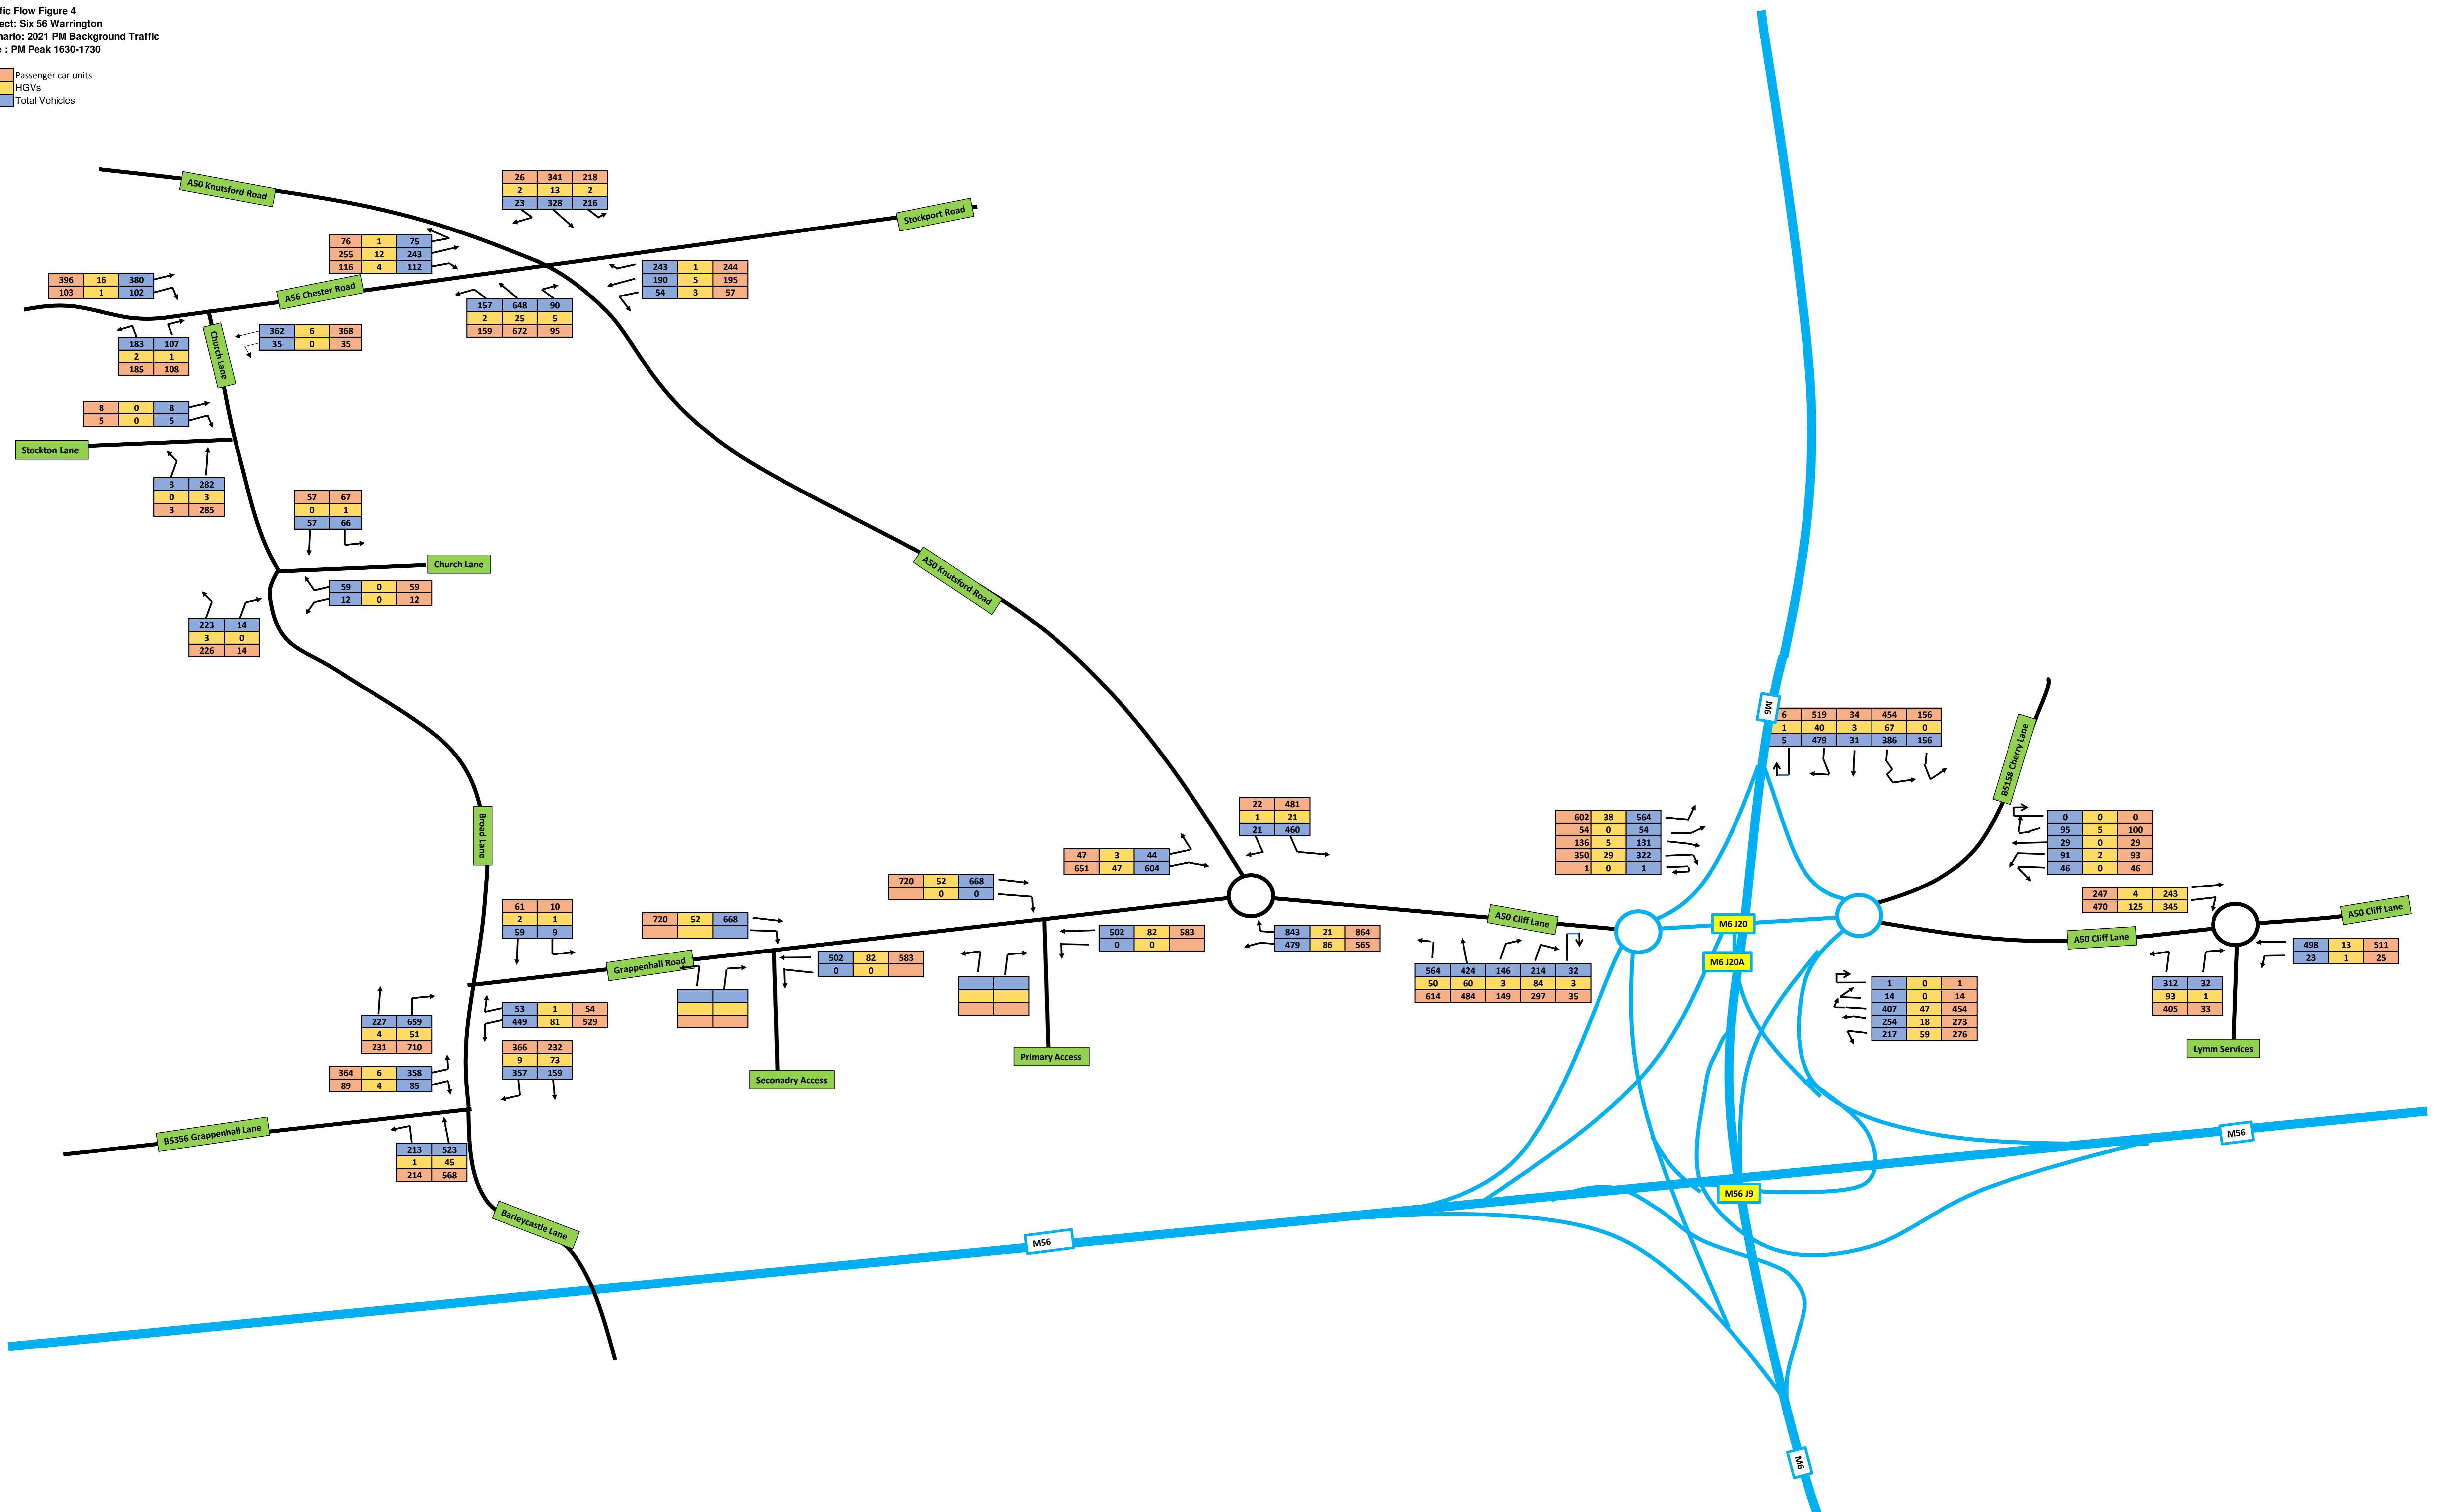 fic Flow Figure 4
ect: Six 56 Warrington
nario: 2021 PM Background Traffic
e : PM Peak 1630-1730
Passenger car units
HGVs
Total Vehicles
A50 Knutsford Road
26 341 218
2 13 2
23 328 216
Stockport Road
76 1 75
255 12 243
116 4 112
243 1 244
190 5 195
54 3 57
396 16 380
103 1 102
A56 Chester Road
157 648 90
2 25 5
159 672 95
Church Lane
362 6 368
35 0 35
183 107
2 1
185 108
8 0 8
5 0 5
Stockton Lane
3 282
0 3
3 285
57 67
0 1
57 66
Church Lane
59 0 59
12 0 12
223 14
3 0
226 14
A50 Knutsford Road
M6
6 519 34 454 156
1 40 3 67 0
5 479 31 386 156
B5158 Cherry Lane
Broad Lane
22 481
1 21
21 460
602 38 564
54 0 54
136 5 131
350 29 322
1 0 1
0 0 0
95 5 100
29 0 29
91 2 93
46 0 46
47 3 44
651 47 604
720 52 668
0 0
247 4 243
470 125 345
61 10
2 1
59 9
720 52 668
A50 Cliff Lane
M6 J20
A50 Cliff Lane
A50 Cliff Lane
502 82 583
0 0
843 21 864
479 86 565
498 13 511
23 1 25
Grappenhall Road
502 82 583
0 0
M6 J20A
564 424 146 214 32
50 60 3 84 3
614 484 149 297 35
1 0 1
14 0 14
407 47 454
254 18 273
217 59 276
312 32
93 1
405 33
53 1 54
449 81 529
227 659
4 51
231 710
366 232
9 73
357 159
Primary Access
Lymm Services
364 6 358
89 4 85
Seconadry Access
B5356 Grappenhall Lane
213 523
1 45
214 568
M56
M56 J9
Barleycastle Lane
M56
M6